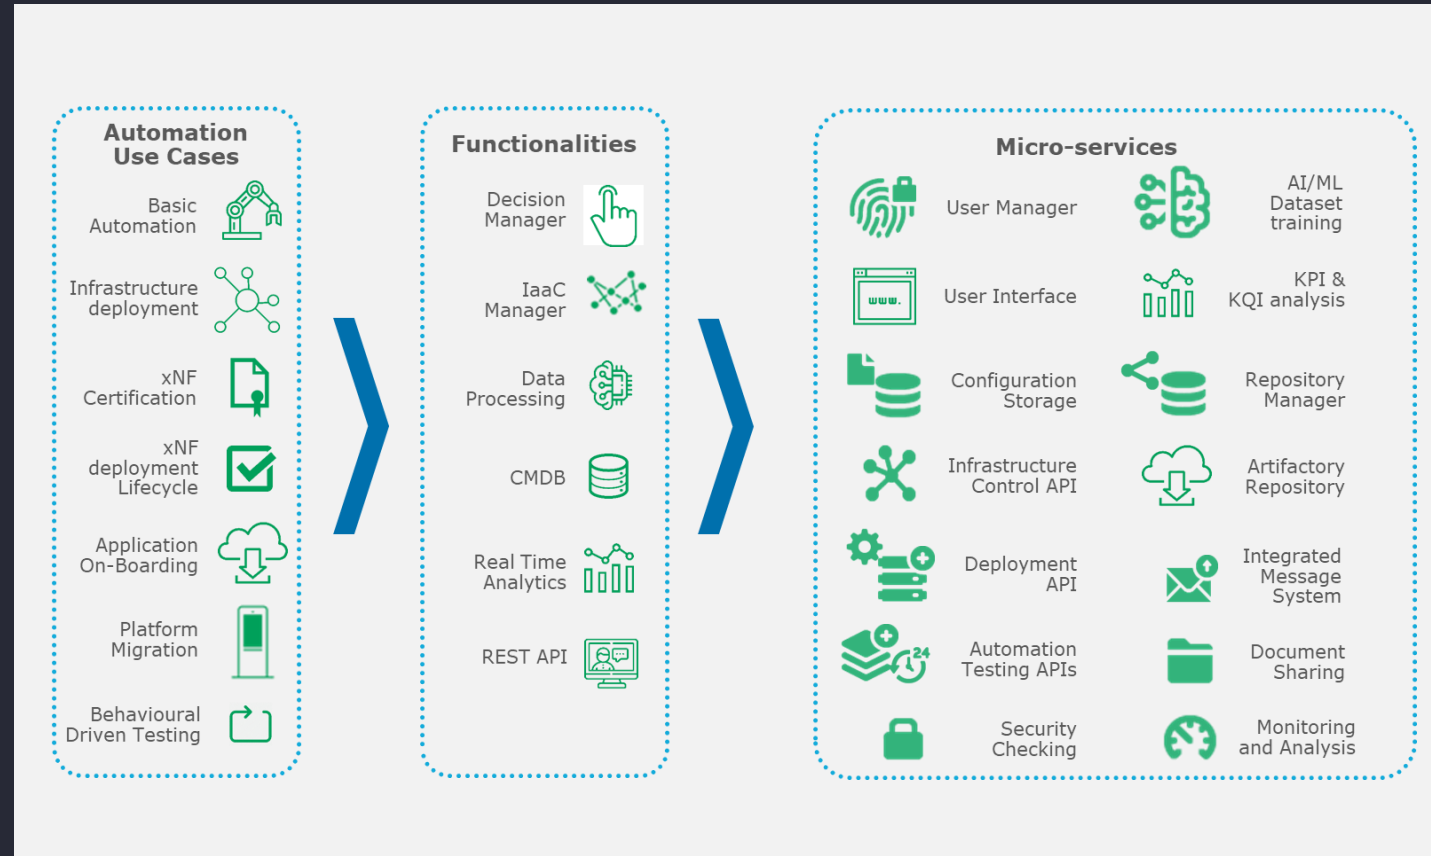 Automation
Use Cases
Basic
Automation
Infrastructure
deployment
xNF
Certification
xNF
deployment
Lifecycle
Application
On-Boarding
Platform
Migration
Behavioural
Driven Testing
Functionalities
Decision
Manager
IaaC
Manager
Data
Processing
CMDB
Real Time
Analytics
REST API
Micro-services
User Manager
www.
User Interface
Configuration
Storage
Infrastructure
Control API
Deployment
API
24
Automation
Testing APIs
Security
Checking
AI/ML
Dataset
training
KPI &
KQI analysis
Repository
Manager
Artifactory
Repository
Integrated
Message
System
Document
Sharing
Monitoring
and Analysis